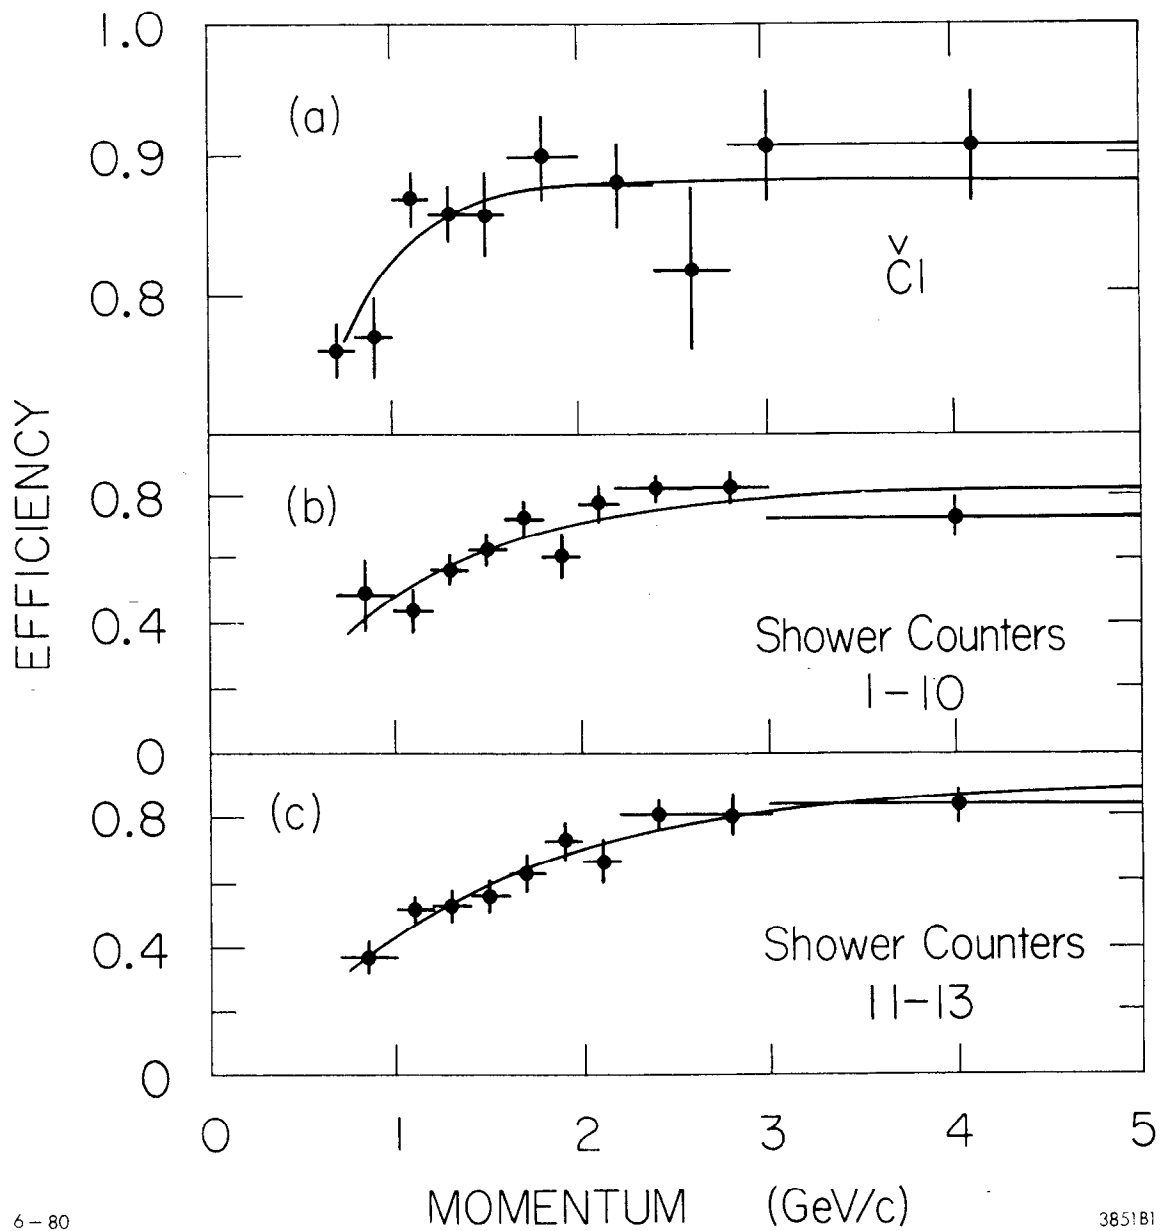 1.0
(a)
0.9
ČI
0.8
EFFICIENCY
(b)
0.8
0.4
Shower Counters
1-10
0
(c)
0.8
0.4
Shower Counters
11-13
0
0 1 2 3 4 5
MOMENTUM (GeV/c)
6-80
3851B1